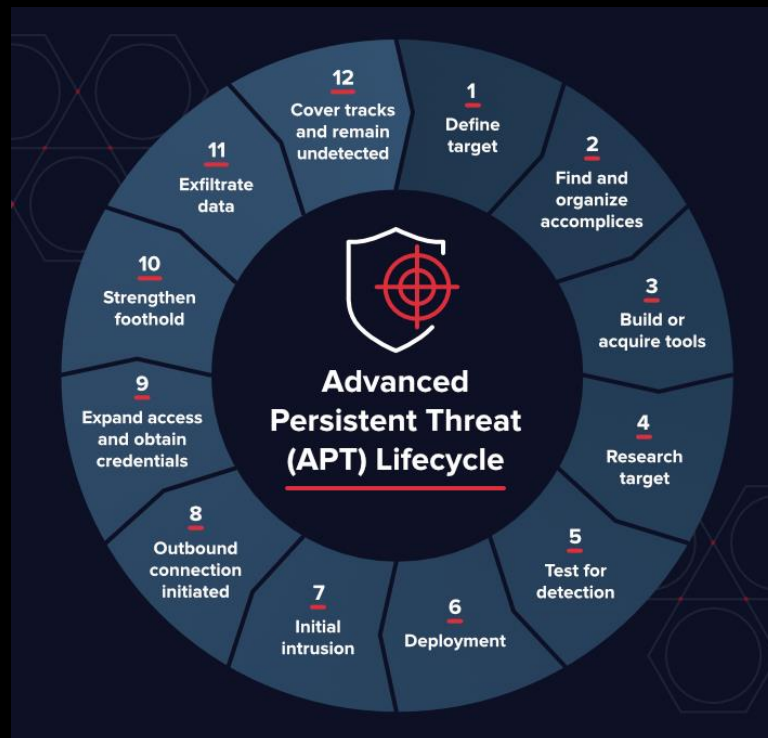 Advanced
Persistent Threat
(APT) Lifecycle
1
Define
target
2
Find and
organize
accomplices
3
Build or
acquire tools
4
Research
target
5
Test for
detection
6
Deployment
7
Initial
intrusion
8
Outbound
connection
initiated
9
Expand access
and obtain
credentials
10
Strengthen
foothold
11
Exfiltrate
data
12
Cover tracks
and remain
undetected